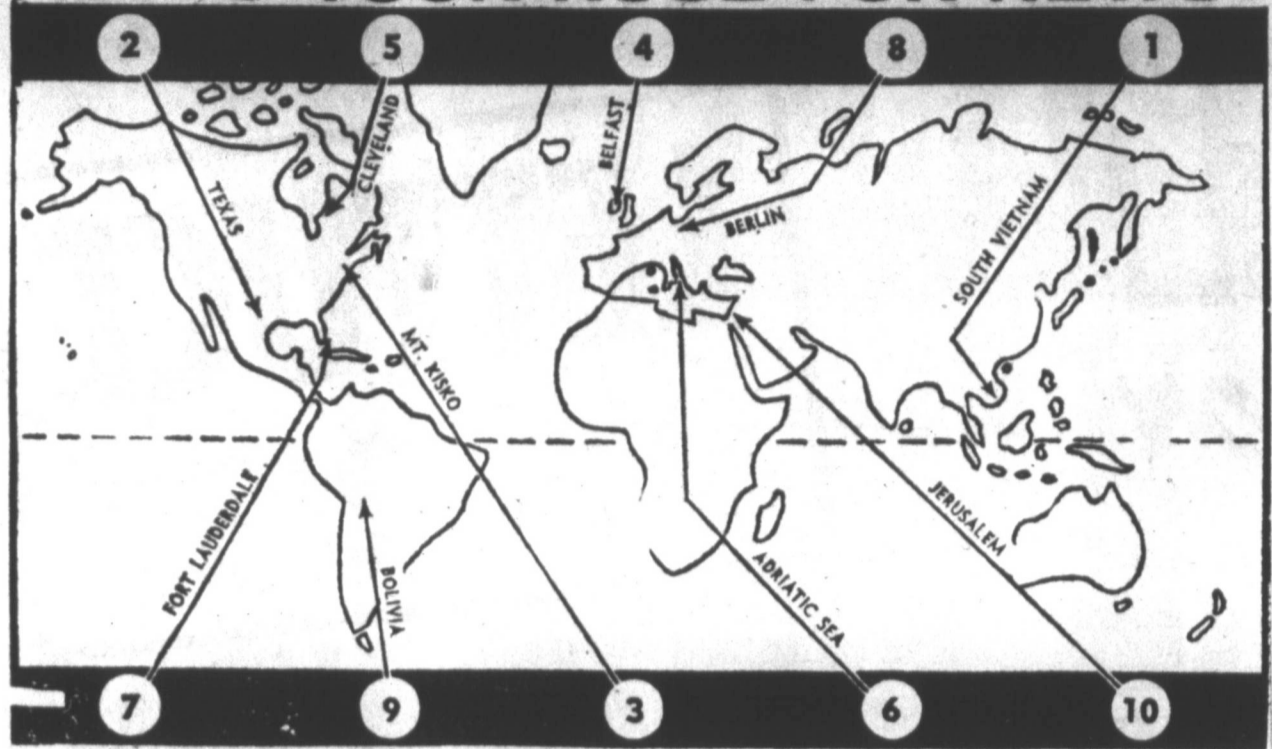 2
5
4
8
1
TEXAS
CLEVELAND
BELFAST
BERLIN
SOUTH VIETNAM
MT. KISKO
FORT LAUDERDALE
BOLIVIA
ADRIATIC SEA
JERUSALEM
7
9
3
6
10